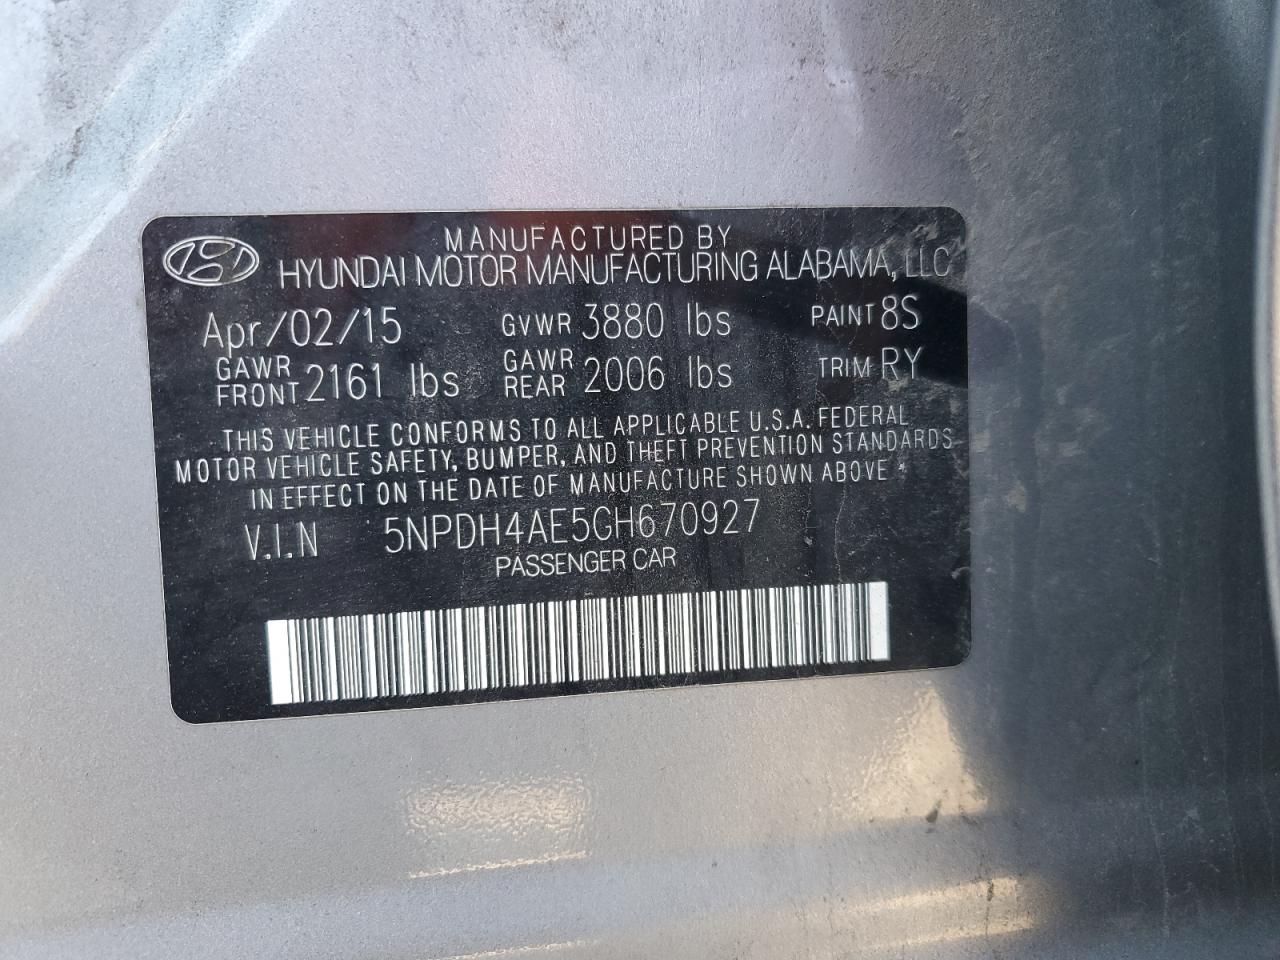 MANUFACTURED BY
HYUNDAI MOTOR MANUFACTURING ALABAMA, LLC
Apr/02/15 GVWR 3880 lbs PAINT 8S
GAWR FRONT 2161 lbs GAWR REAR 2006 lbs TRIM RY
THIS VEHICLE CONFORMS TO ALL APPLICABLE U.S.A. FEDERAL
MOTOR VEHICLE SAFETY, BUMPER, AND THEFT PREVENTION STANDARDS
IN EFFECT ON THE DATE OF MANUFACTURE SHOWN ABOVE
V.I.N 5NPDH4AE5GH670927
PASSENGER CAR